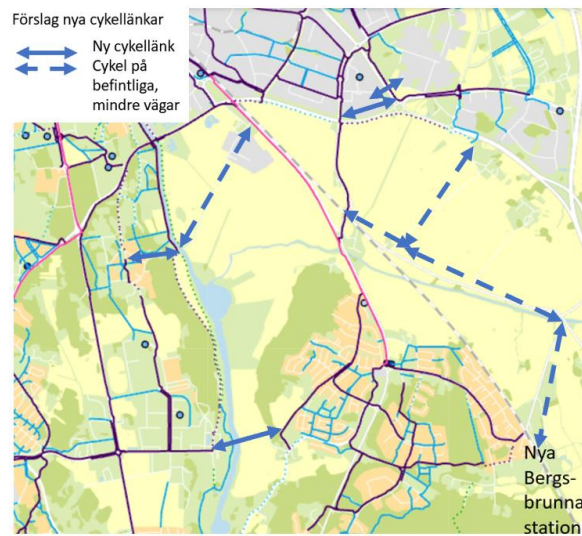 Förslag nya cykellänkar
Ny cykellänk
Cykel på
befintliga,
mindre vägar
Nya
Bergs-
brunna
station